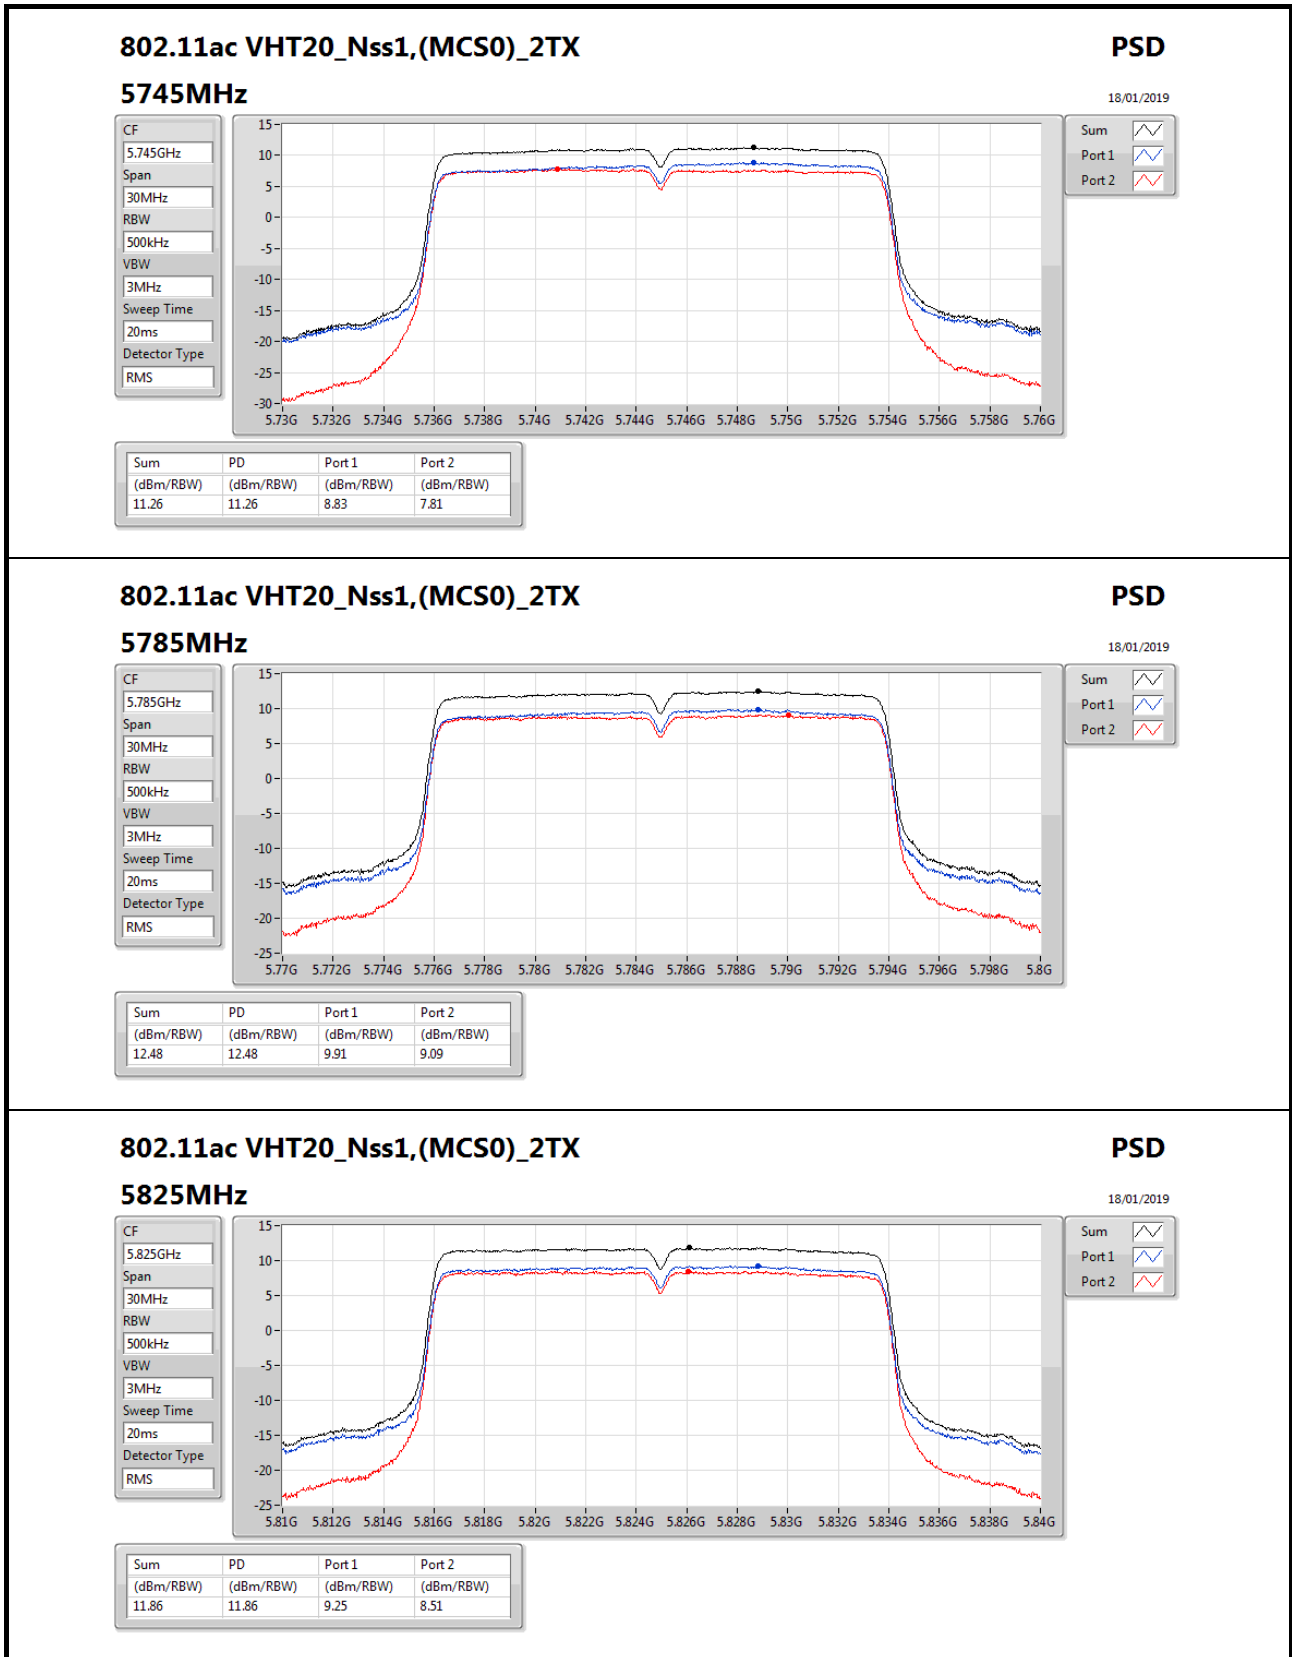 802.11ac VHT20_Nss1,(MCS0)_2TX PSD
5745MHz 18/01/2019
CF
5.745GHz
Span
30MHz
RBW
500kHz
VBW
3MHz
Sweep Time
20ms
Detector Type
RMS
15
10
5
0
-5
-10
-15
-20
-25
-30
5.73G 5.732G 5.734G 5.736G 5.738G 5.74G 5.742G 5.744G 5.746G 5.748G 5.75G 5.752G 5.754G 5.756G 5.758G 5.76G
Sum
Port 1
Port 2
Sum PD Port 1 Port 2
(dBm/RBW) (dBm/RBW) (dBm/RBW) (dBm/RBW)
11.26 11.26 8.83 7.81
802.11ac VHT20_Nss1,(MCS0)_2TX PSD
5785MHz 18/01/2019
CF
5.785GHz
Span
30MHz
RBW
500kHz
VBW
3MHz
Sweep Time
20ms
Detector Type
RMS
15
10
5
0
-5
-10
-15
-20
-25
5.77G 5.772G 5.774G 5.776G 5.778G 5.78G 5.782G 5.784G 5.786G 5.788G 5.79G 5.792G 5.794G 5.796G 5.798G 5.8G
Sum
Port 1
Port 2
Sum PD Port 1 Port 2
(dBm/RBW) (dBm/RBW) (dBm/RBW) (dBm/RBW)
12.48 12.48 9.91 9.09
802.11ac VHT20_Nss1,(MCS0)_2TX PSD
5825MHz 18/01/2019
CF
5.825GHz
Span
30MHz
RBW
500kHz
VBW
3MHz
Sweep Time
20ms
Detector Type
RMS
15
10
5
0
-5
-10
-15
-20
-25
5.81G 5.812G 5.814G 5.816G 5.818G 5.82G 5.822G 5.824G 5.826G 5.828G 5.83G 5.832G 5.834G 5.836G 5.838G 5.84G
Sum
Port 1
Port 2
Sum PD Port 1 Port 2
(dBm/RBW) (dBm/RBW) (dBm/RBW) (dBm/RBW)
11.86 11.86 9.25 8.51